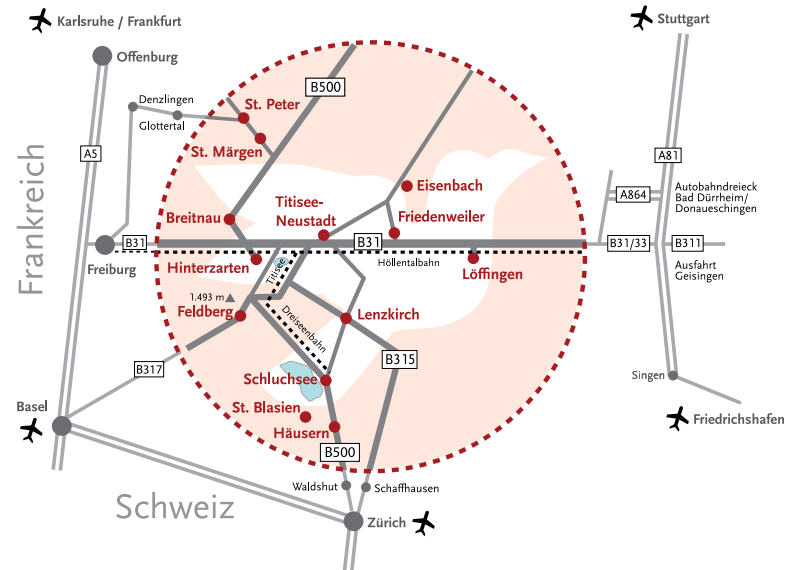 Karlsruhe / Frankfurt
Stuttgart
Offenburg
B500
Denzlingen
St. Peter
Glottertal
St. Märgen
A5
A81
Frankreich
Eisenbach
A864
Autobahndreieck
Bad Dürrheim/
Donaueschingen
Titisee-
Neustadt
Breitnau
Friedenweiler
B31
B31
B31/33
B311
Freiburg
Hinterzarten
Titisee
Höllentalbahn
Löffingen
Ausfahrt
Geisingen
1.493 m
Feldberg
Dreiseenbahn
Lenzkirch
B317
B315
Schluchsee
Singen
Basel
St. Blasien
Häusern
Friedrichshafen
B500
Waldshut
Schaffhausen
Schweiz
Zürich